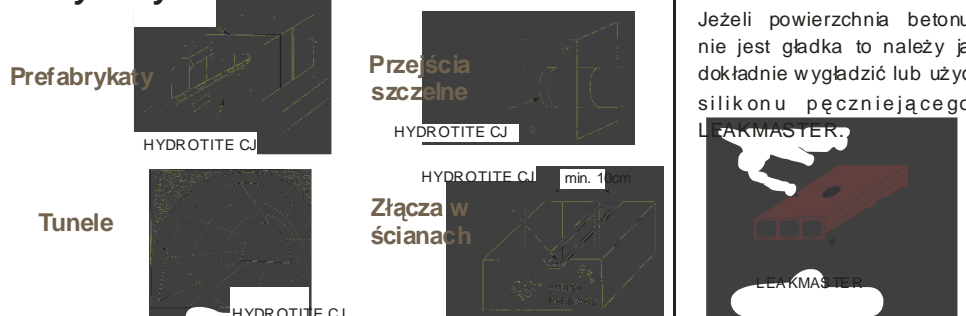 Prefabrykaty
HYDROTITE CJ
Przejścia
szczelne
HYDROTITE CJ
Tunele
HYDROTITE CJ
HYDROTITE CJ
min. 10cm
Złącza w
ścianach
Jeżeli powierzchnia betonu
nie jest gładka to należy ją
dokładnie wygładzić lub użyć
silikonu pęczniejącego
LEAKMASTER.
LEAKMASTER